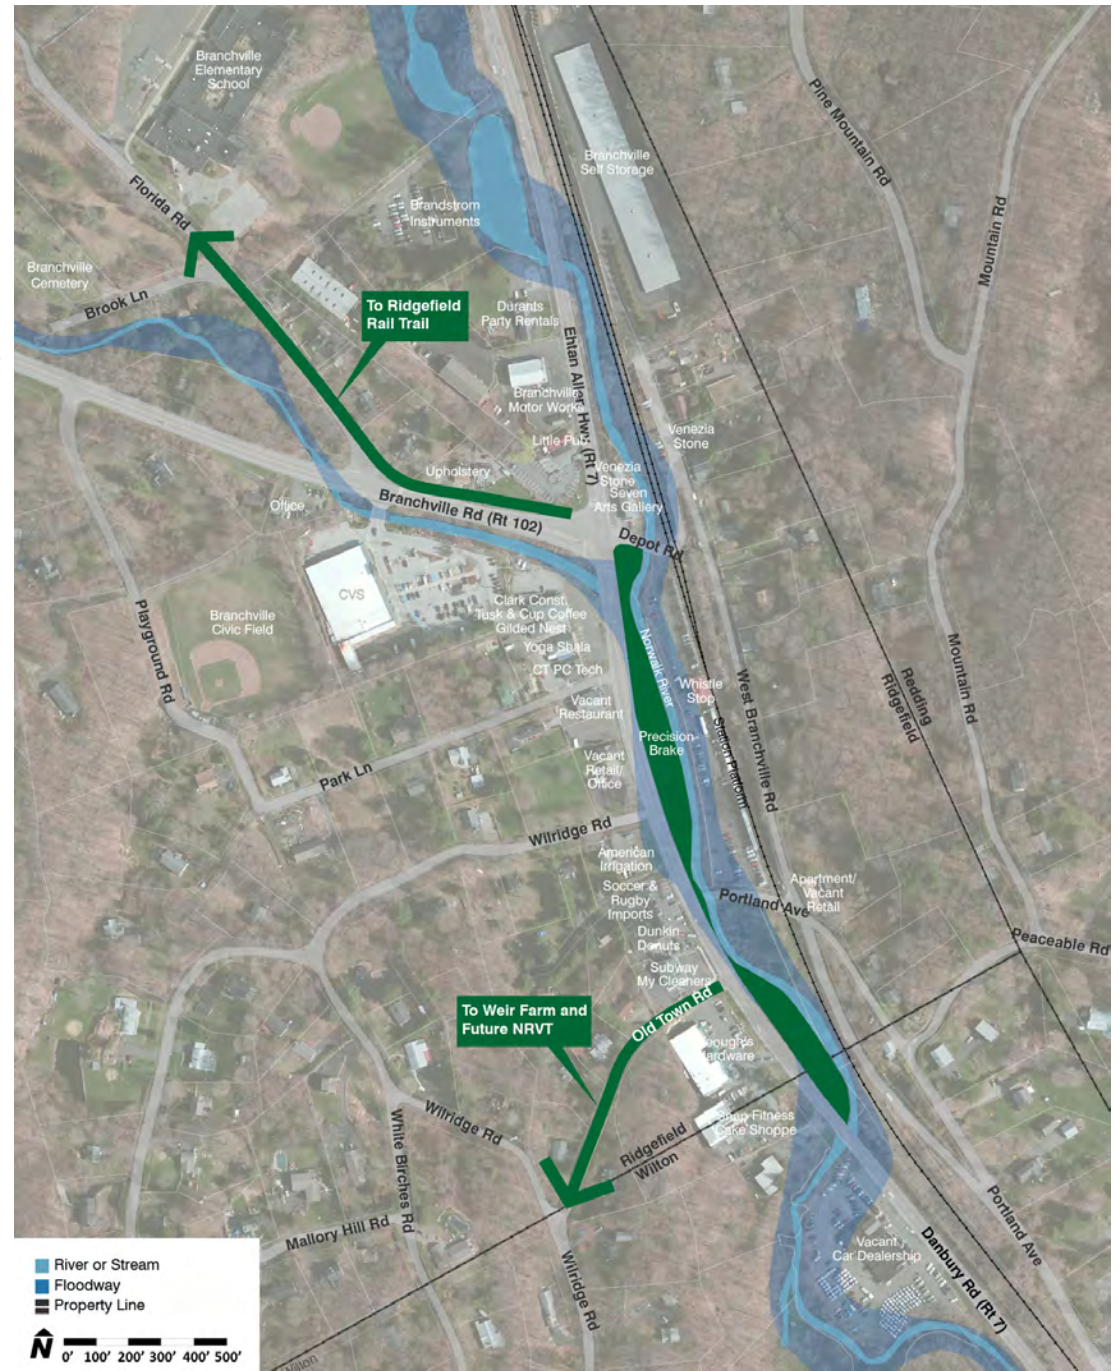 Branchville
Elementary
School
Pine Mountain Rd
Branchville
Self Storage
Florida Rd
Brandstrom
Instruments
Mountain Rd
Branchville
Cemetery
Brook Ln
To Ridgefield
Rail Trail
Durants
Party Rentals
Ehtan Allen Hwy (Rt 7)
Branchville
Motor Works
Little Pub
Venezia
Stone
Upholstery
Venezia
Stone
Seven
Arts Gallery
Branchville Rd (Rt 102)
Office
Depot Rd
CVS
Clark Const.
Tusk & Cup Coffee
Gilded Nest
Branchville
Civic Field
Playground Rd
Yoga Shala
CT PC Tech
Norwalk River
Whistle
Stop
West Branchville Rd
Redding
Ridgefield
Mountain Rd
Vacant
Restaurant
Precision
Brake
Station Platform
Vacant
Retail/
Office
Park Ln
Wilridge Rd
American
Irrigation
Soccer &
Rugby
Imports
Portland Ave
Apartment/
Vacant
Retail
Dunkin
Donuts
Peaceable Rd
Subway
My Cleaners
To Weir Farm and
Future NRVT
Old Town Rd
Hardware
Snap Fitness
Cake Shoppe
Wilridge Rd
White Birches Rd
Ridgefield
Wilton
Mallory Hill Rd
Wilridge Rd
Portland Ave
Vacant
Car Dealership
Danbury Rd (Rt 7)
River or Stream
Floodway
Property Line
N
0' 100' 200' 300' 400' 500'
Wilton